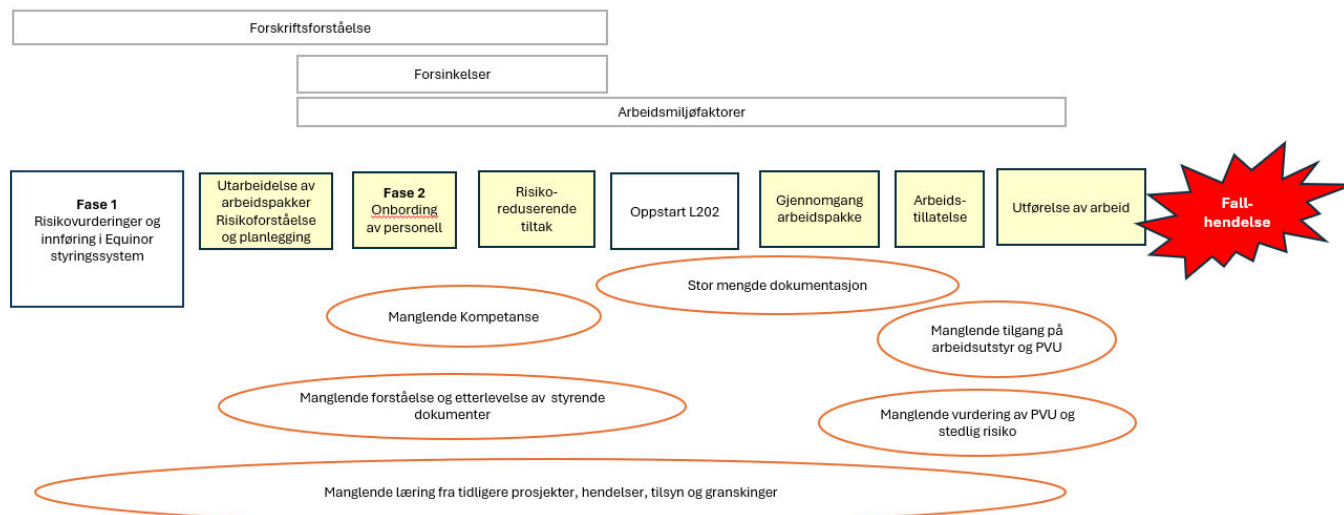 Forskriftsforståelse
Forsinkelser
Arbeidsmiljøfaktorer
Fase 1
Risikovurderinger og
innføring i Equinor
styringssystem
Utarbeidelse av
arbeidspakker
Risikoforståelse
og planlegging
Fase 2
Onbording
av personell
Risiko-
reduserende
tiltak
Oppstart L202
Gjennomgang
arbeidspakke
Arbeids-
tillatelse
Utførelse av arbeid
Fall-
hendelse
Stor mengde dokumentasjon
Manglende Kompetanse
Manglende tilgang på
arbeidsutstyr og PVU
Manglende forståelse og etterlevelse av styrende
dokumenter
Manglende vurdering av PVU og
stedlig risiko
Manglende læring fra tidligere prosjekter, hendelser, tilsyn og granskinger